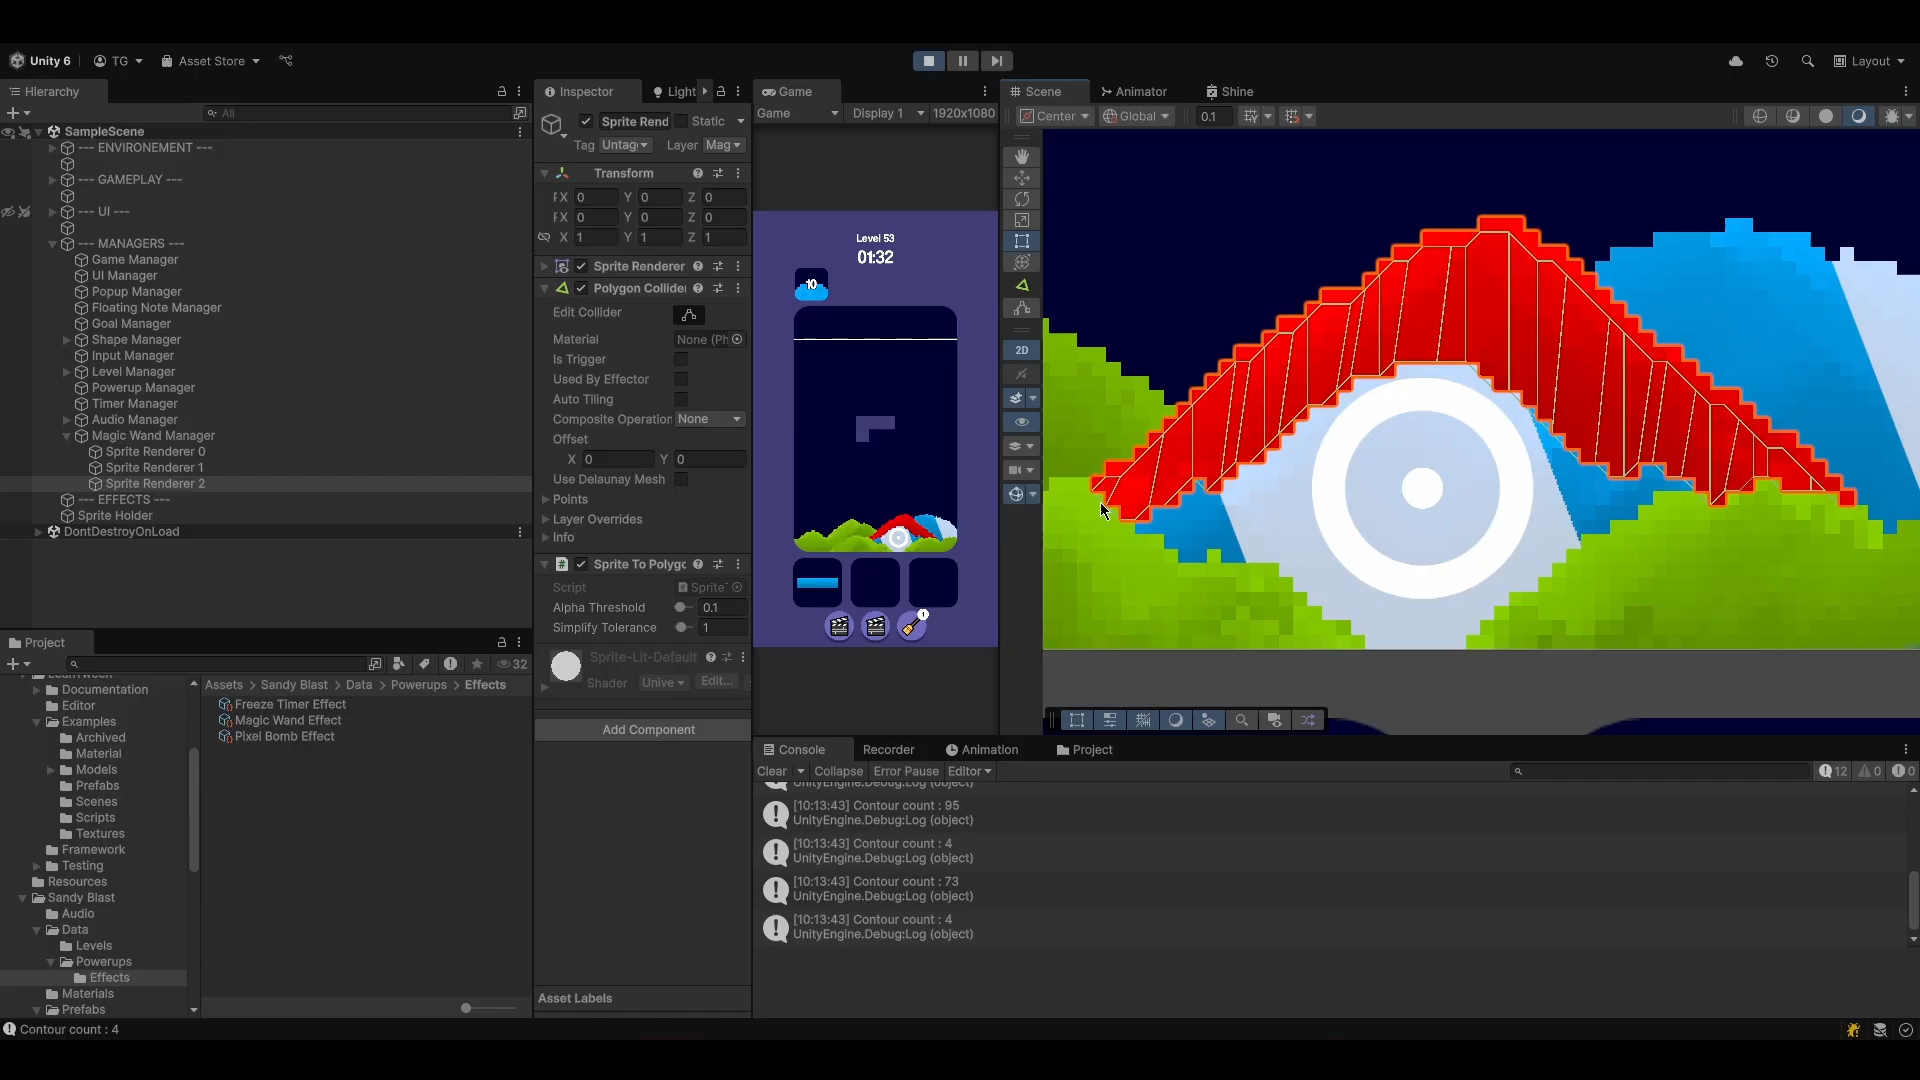 Unity 6
TG
Asset Store
Layout
Hierarchy
All
SampleScene
--- ENVIRONEMENT ---
--- GAMEPLAY ---
--- UI ---
--- MANAGERS ---
Game Manager
UI Manager
Popup Manager
Floating Note Manager
Goal Manager
Shape Manager
Input Manager
Level Manager
Powerup Manager
Timer Manager
Audio Manager
Magic Wand Manager
Sprite Renderer 0
Sprite Renderer 1
Sprite Renderer 2
--- EFFECTS ---
Sprite Holder
DontDestroyOnLoad
Inspector
Light
Sprite Rend
Static
Tag Untag
Layer Mag
Transform
X 0 Y 0 Z 0
X 0 Y 0 Z 0
X 1 Y 1 Z 1
Sprite Renderer
Polygon Collider
Edit Collider
Material
None (Ph
Is Trigger
Used By Effector
Auto Tiling
Composite Operation
None
Offset
X 0 Y 0
Use Delaunay Mesh
Points
Layer Overrides
Info
Sprite To Polygo
Script
Sprite
Alpha Threshold
0.1
Simplify Tolerance
1
Sprite-Lit-Default
Shader
Unive
Edit...
Add Component
Asset Labels
Game
Game
Display 1
1920x1080
Level 53
01:32
10
1
Scene
Animator
Shine
Center
Global
0.1
2D
Project
32
Documentation
Editor
Examples
Archived
Material
Models
Prefabs
Scenes
Scripts
Textures
Framework
Testing
Resources
Sandy Blast
Audio
Data
Levels
Powerups
Effects
Materials
Prefabs
Assets > Sandy Blast > Data > Powerups > Effects
Freeze Timer Effect
Magic Wand Effect
Pixel Bomb Effect
Console
Recorder
Animation
Project
Clear
Collapse
Error Pause
Editor
12
0
0
UnityEngine.Debug:Log (object)
[10:13:43] Contour count : 95
UnityEngine.Debug:Log (object)
[10:13:43] Contour count : 4
UnityEngine.Debug:Log (object)
[10:13:43] Contour count : 73
UnityEngine.Debug:Log (object)
[10:13:43] Contour count : 4
UnityEngine.Debug:Log (object)
Contour count : 4